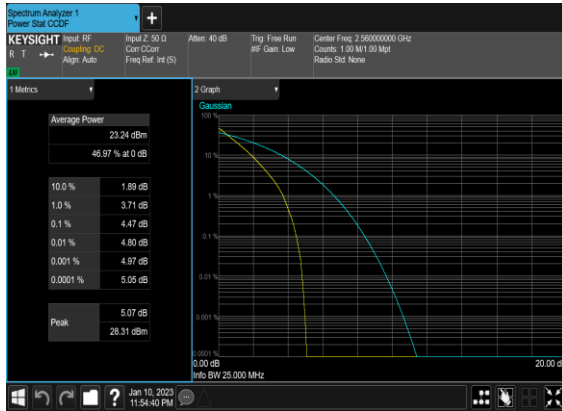 Spectrum Analyzer 1
Power Stat CCDF
+
KEYSIGHT
R T
LU
Input: RF
Coupling: DC
Align: Auto
Input Z: 50 Ω
Corr CCorr
Freq Ref: Int (S)
Atten: 40 dB
Trig: Free Run
#IF Gain: Low
Center Freq: 2.560000000 GHz
Counts: 1.00 M/1.00 Mpt
Radio Std: None
1 Metrics
Average Power
23.24 dBm
46.97 % at 0 dB
10.0 % 1.89 dB
1.0 % 3.71 dB
0.1 % 4.47 dB
0.01 % 4.80 dB
0.001 % 4.97 dB
0.0001 % 5.05 dB
Peak
5.07 dB
28.31 dBm
2 Graph
Gaussian
100 %
10 %
1 %
0.1 %
0.01 %
0.001 %
0.0001 %
0.00 dB 20.00 d
Info BW 25.000 MHz
?
Jan 10, 2023
11:54:40 PM